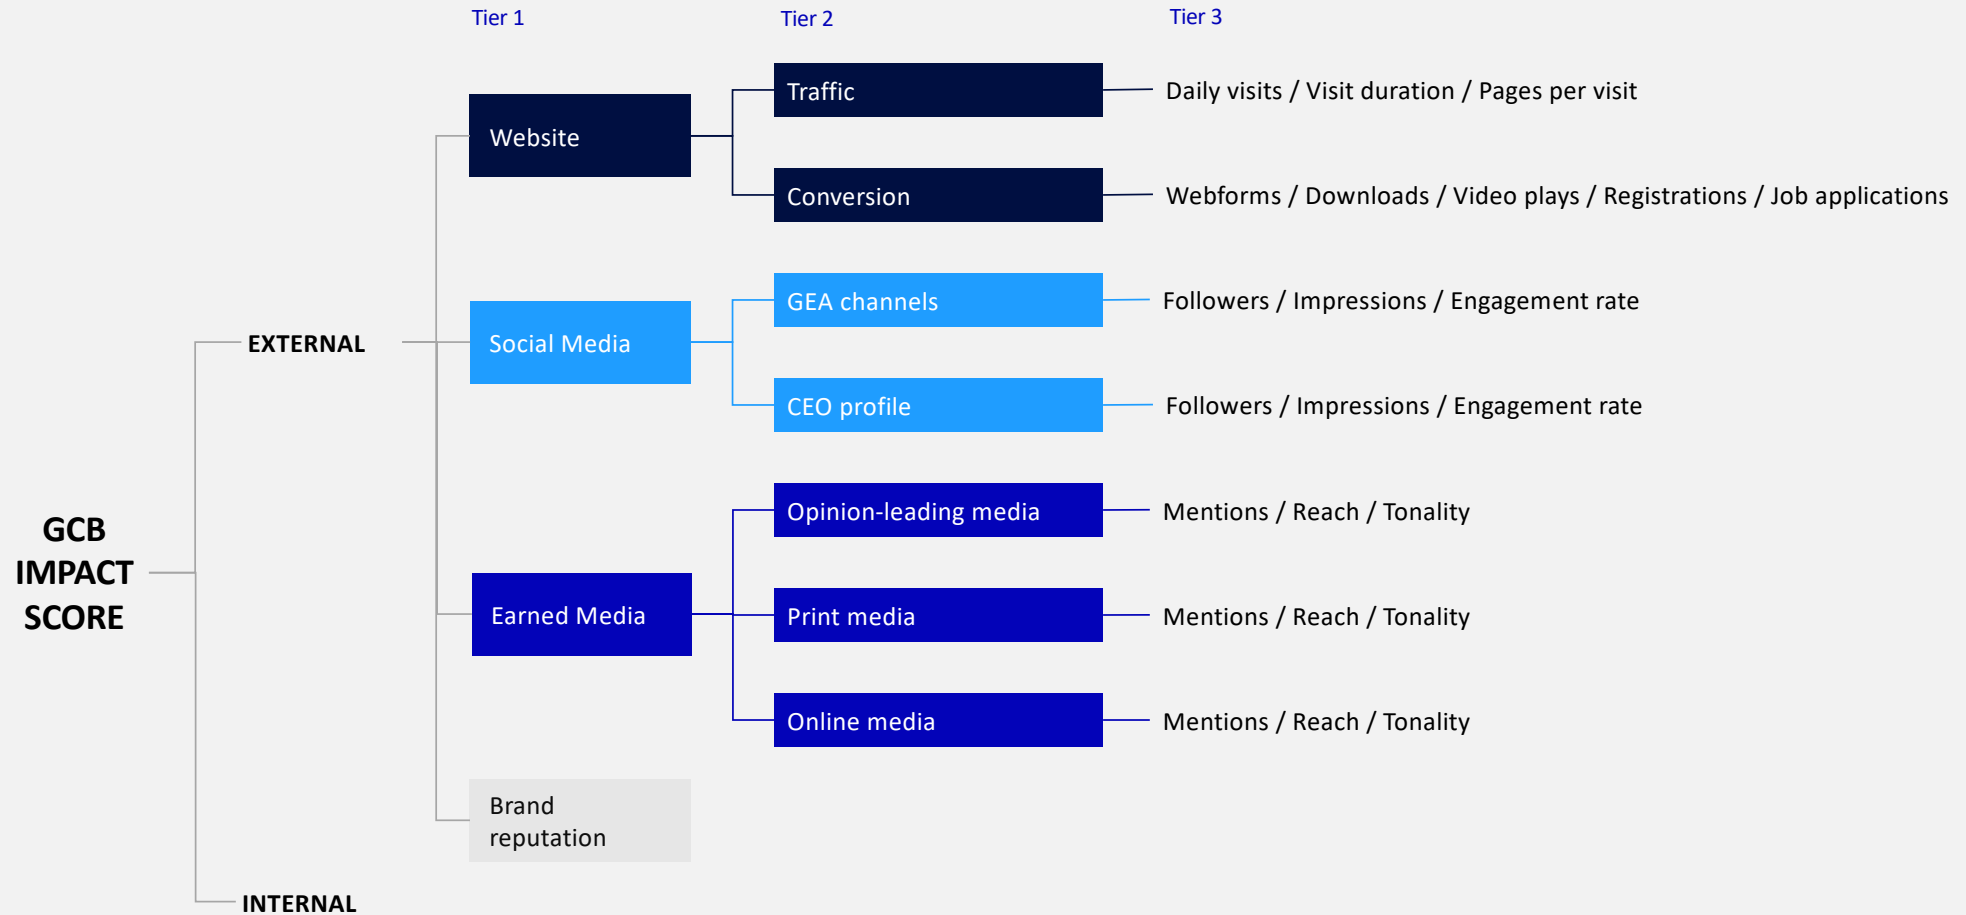 Tier 1
Tier 2
Tier 3
Traffic
Daily visits / Visit duration / Pages per visit
Website
Conversion
Webforms / Downloads / Video plays / Registrations / Job applications
GEA channels
Followers / Impressions / Engagement rate
EXTERNAL
Social Media
CEO profile
Followers / Impressions / Engagement rate
Opinion-leading media
Mentions / Reach / Tonality
GCB
IMPACT
SCORE
Earned Media
Print media
Mentions / Reach / Tonality
Online media
Mentions / Reach / Tonality
Brand
reputation
INTERNAL